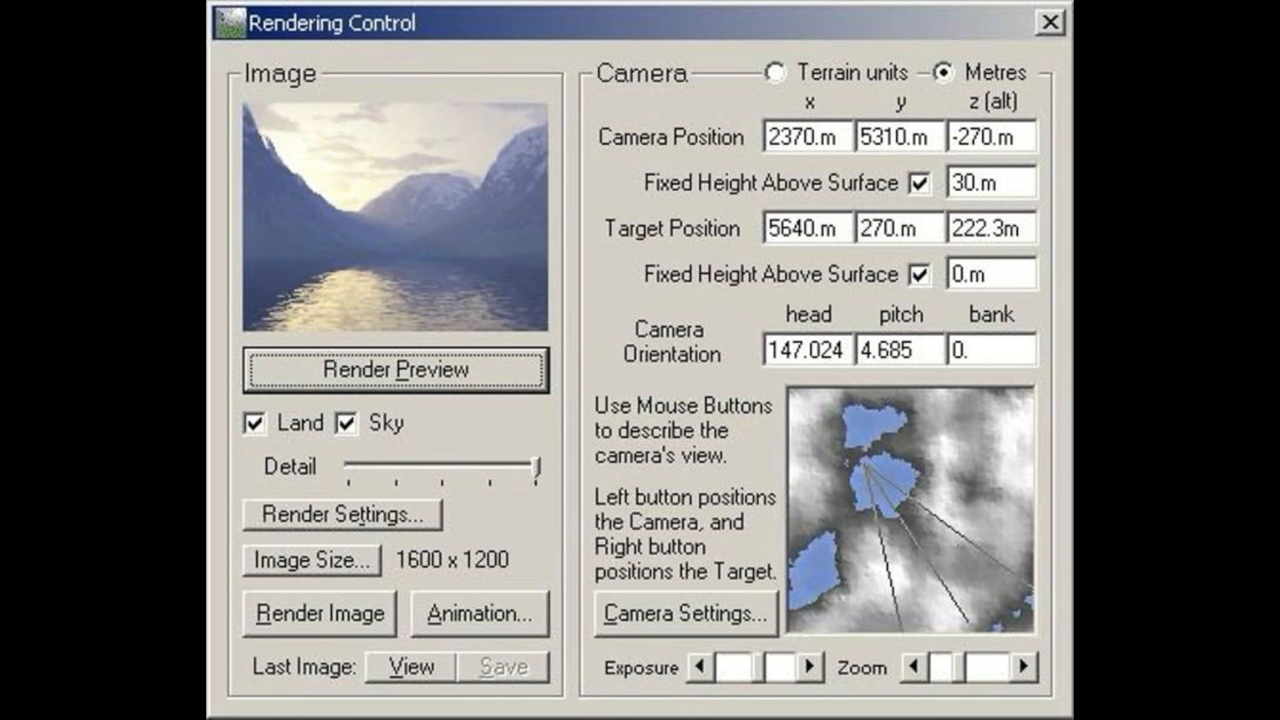 Rendering Control
Image
Render Preview
Land Sky
Detail
Render Settings...
Image Size... 1600 x 1200
Render Image Animation...
Last Image: View Save
Camera Terrain units Metres
x y z (alt)
Camera Position 2370.m 5310.m -270.m
Fixed Height Above Surface 30.m
Target Position 5640.m 270.m 222.3m
Fixed Height Above Surface 0.m
head pitch bank
Camera
Orientation 147.024 4.685 0.
Use Mouse Buttons
to describe the
camera's view.
Left button positions
the Camera, and
Right button
positions the Target.
Camera Settings...
Exposure Zoom